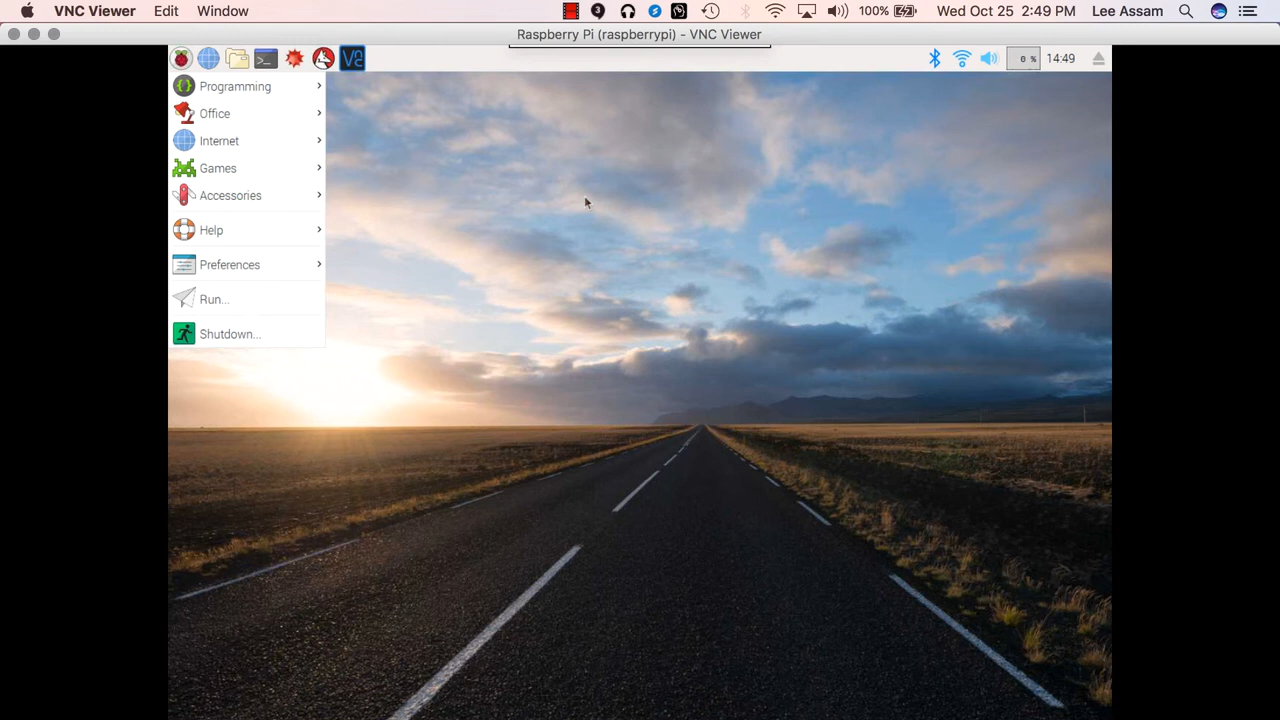 VNC Viewer Edit Window 3 100% Wed Oct 25 2:49 PM Lee Assam
Raspberry Pi (raspberrypi) - VNC Viewer
>_ 0 % 14:49
Programming
Office
Internet
Games
Accessories
Help
Preferences
Run...
Shutdown...